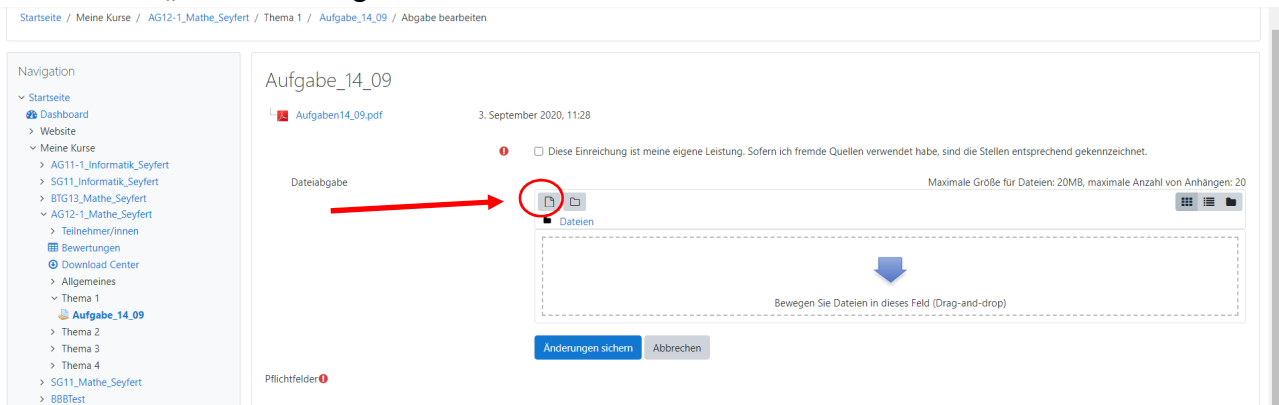 Startseite / Meine Kurse / AG12-1_Mathe_Seyfert / Thema 1 / Aufgabe_14_09 / Abgabe bearbeiten
Navigation
Startseite
Dashboard
Website
Meine Kurse
AG11-1_Informatik_Seyfert
SG11_Informatik_Seyfert
BTG13_Mathe_Seyfert
AG12-1_Mathe_Seyfert
Teilnehmer/innen
Bewertungen
Download Center
Allgemeines
Thema 1
Aufgabe_14_09
Thema 2
Thema 3
Thema 4
SG11_Mathe_Seyfert
BBBTest
Aufgabe_14_09
Aufgaben14_09.pdf 3. September 2020, 11:28
Diese Einreichung ist meine eigene Leistung. Sofern ich fremde Quellen verwendet habe, sind die Stellen entsprechend gekennzeichnet.
Dateiabgabe Maximale Größe für Dateien: 20MB, maximale Anzahl von Anhängen: 20
Dateien
Bewegen Sie Dateien in dieses Feld (Drag-and-drop)
Änderungen sichern Abbrechen
Pflichtfelder